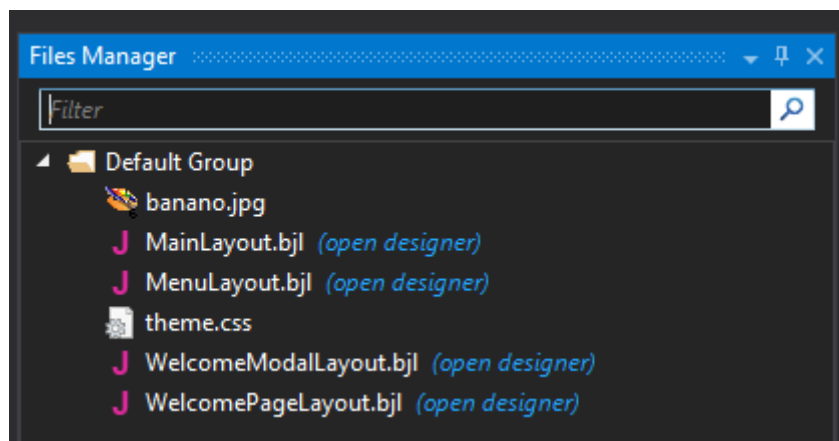 Files Manager
Filter
Default Group
banano.jpg
MainLayout.bjl (open designer)
MenuLayout.bjl (open designer)
theme.css
WelcomeModalLayout.bjl (open designer)
WelcomePageLayout.bjl (open designer)